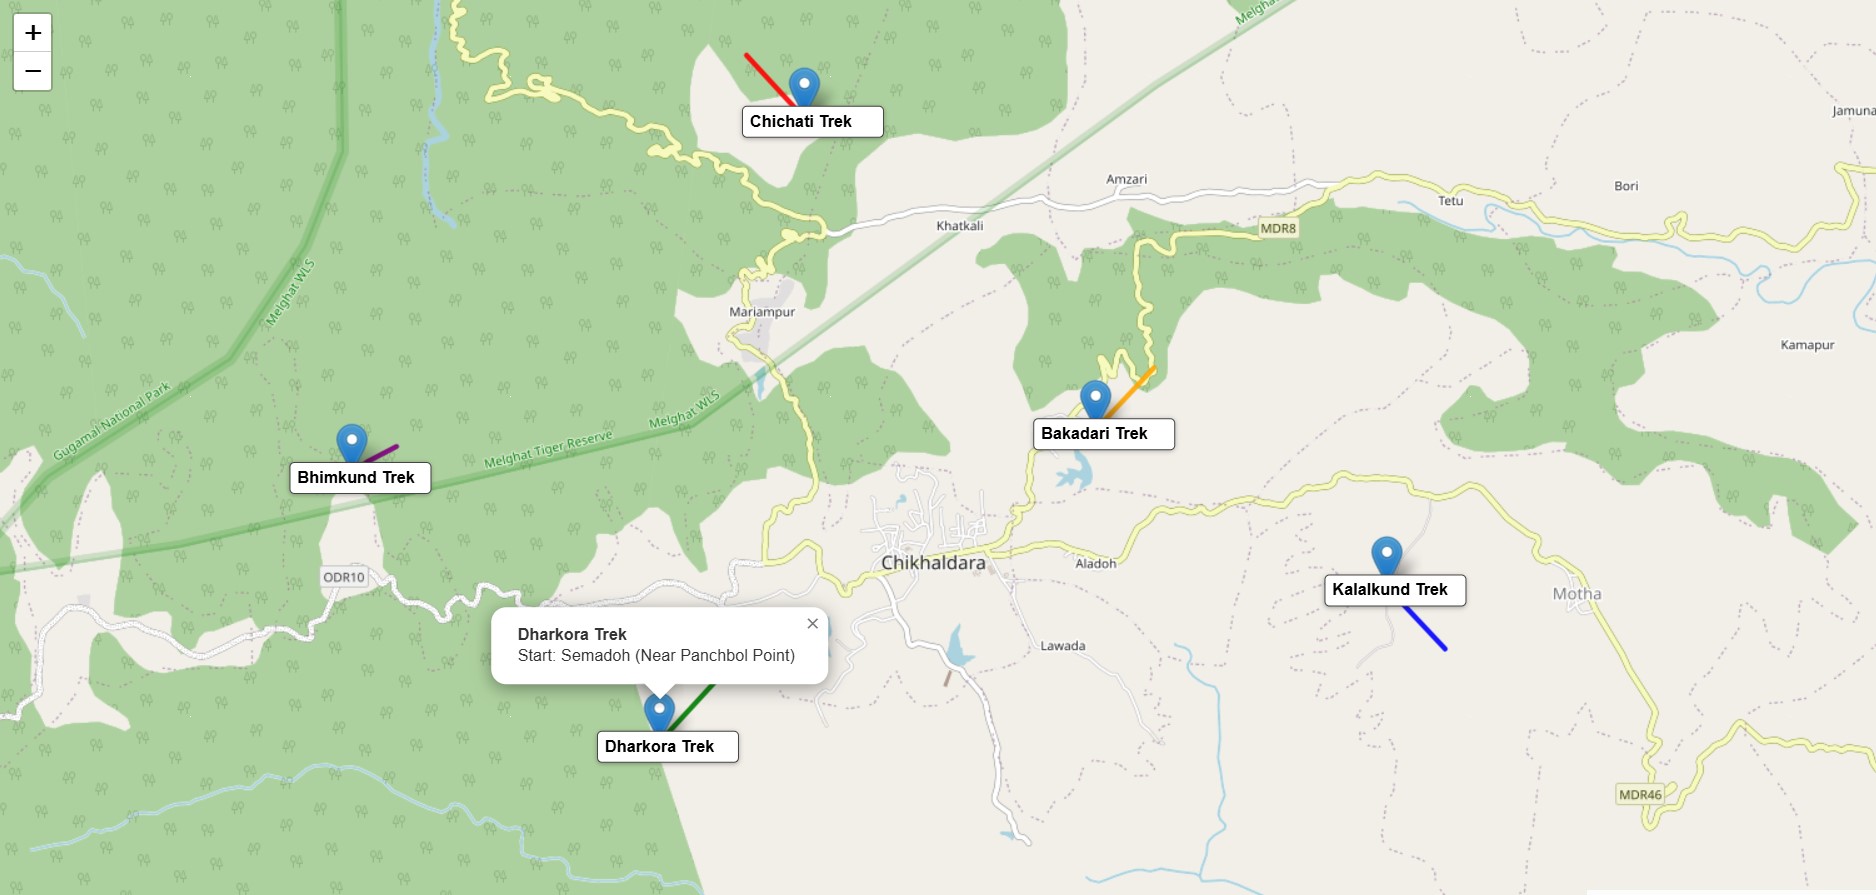 +
−
Melgha
Chichati Trek
Jamuna
Amzari
Bori
Tetu
Khatkali
MDR8
Melghat WLS
Mariampur
Kamapur
Gugamal National Park
Melghat WLS
Melghat Tiger Reserve
Bakadari Trek
Bhimkund Trek
Chikhaldara
Aladoh
ODR10
Kalalkund Trek
Motha
Dharkora Trek
×
Start: Semadoh (Near Panchbol Point)
Lawada
Dharkora Trek
MDR46